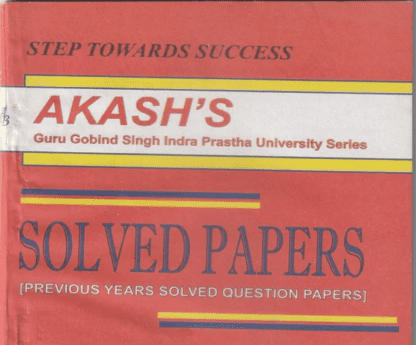 STEP TOWARDS SUCCESS
AKASH'S
Guru Gobind Singh Indra Prastha University Series
SOLVED PAPERS
[PREVIOUS YEARS SOLVED QUESTION PAPERS]